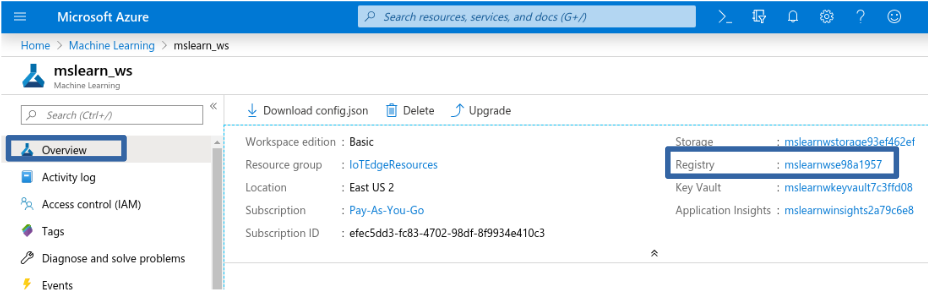 Microsoft Azure
Search resources, services, and docs (G+/)
Home > Machine Learning > mslearn_ws
mslearn_ws
Machine Learning
Search (Ctrl+/)
«
Download config.json Delete Upgrade
Overview
Activity log
Access control (IAM)
Tags
Diagnose and solve problems
Events
Workspace edition : Basic
Resource group : IoTEdgeResources
Location : East US 2
Subscription : Pay-As-You-Go
Subscription ID : efec5dd3-fc83-4702-98df-8f9934e410c3
Storage : mslearnwstorage93ef462ef
Registry : mslearnwse98a1957
Key Vault : mslearnwkeyvault7c3ffd08
Application Insights : mslearnwinsights2a79c6e8